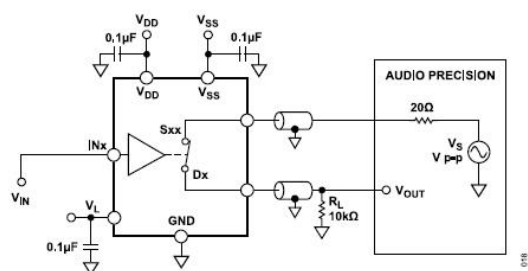 VDD
VSS
0.1µF
0.1µF
VDD
VSS
AUDIO PRECISION
20Ω
Sxx
INx
VS
V p-p
Dx
VIN
VL
RL
10kΩ
VOUT
GND
0.1µF
018